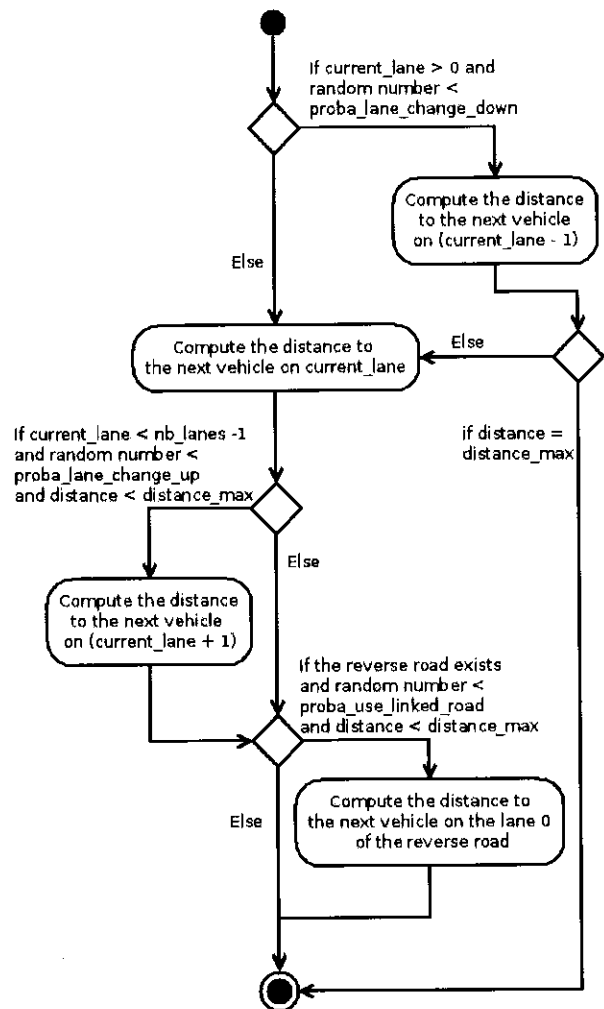 If current_lane > 0 and
random number <
proba_lane_change_down
Compute the distance
to the next vehicle
on (current_lane - 1)
Else
Compute the distance to
the next vehicle on current_lane
Else
if distance =
distance_max
If current_lane < nb_lanes -1
and random number <
proba_lane_change_up
and distance < distance_max
Else
Compute the distance
to the next vehicle
on (current_lane + 1)
If the reverse road exists
and random number <
proba_use_linked_road
and distance < distance_max
Else
Compute the distance to
the next vehicle on the lane 0
of the reverse road